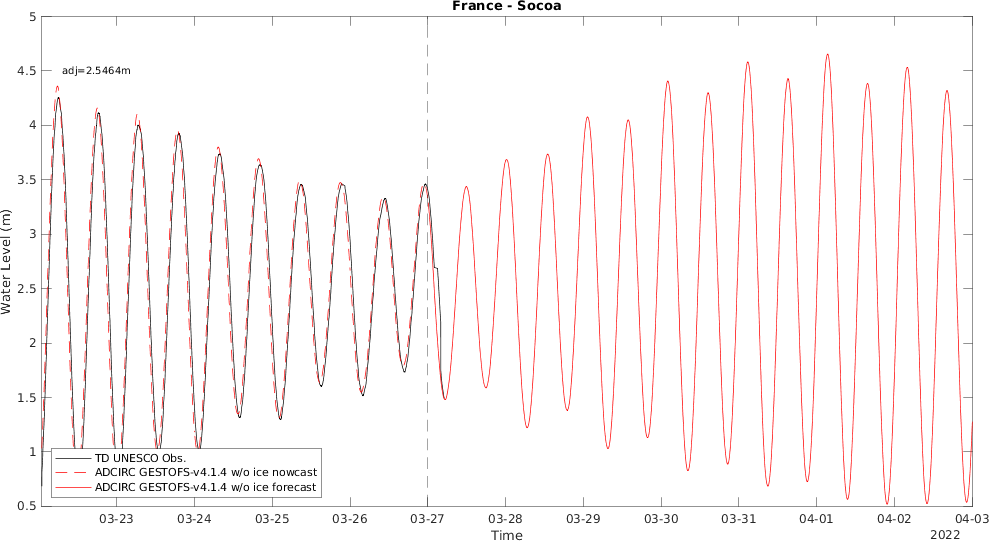 France - Socoa
adj=2.5464m
Water Level (m)
5
4.5
4
3.5
3
2.5
2
1.5
1
0.5
TD UNESCO Obs.
ADCIRC GESTOFS-v4.1.4 w/o ice nowcast
ADCIRC GESTOFS-v4.1.4 w/o ice forecast
03-23 03-24 03-25 03-26 03-27 03-28 03-29 03-30 03-31 04-01 04-02 04-03
Time
2022